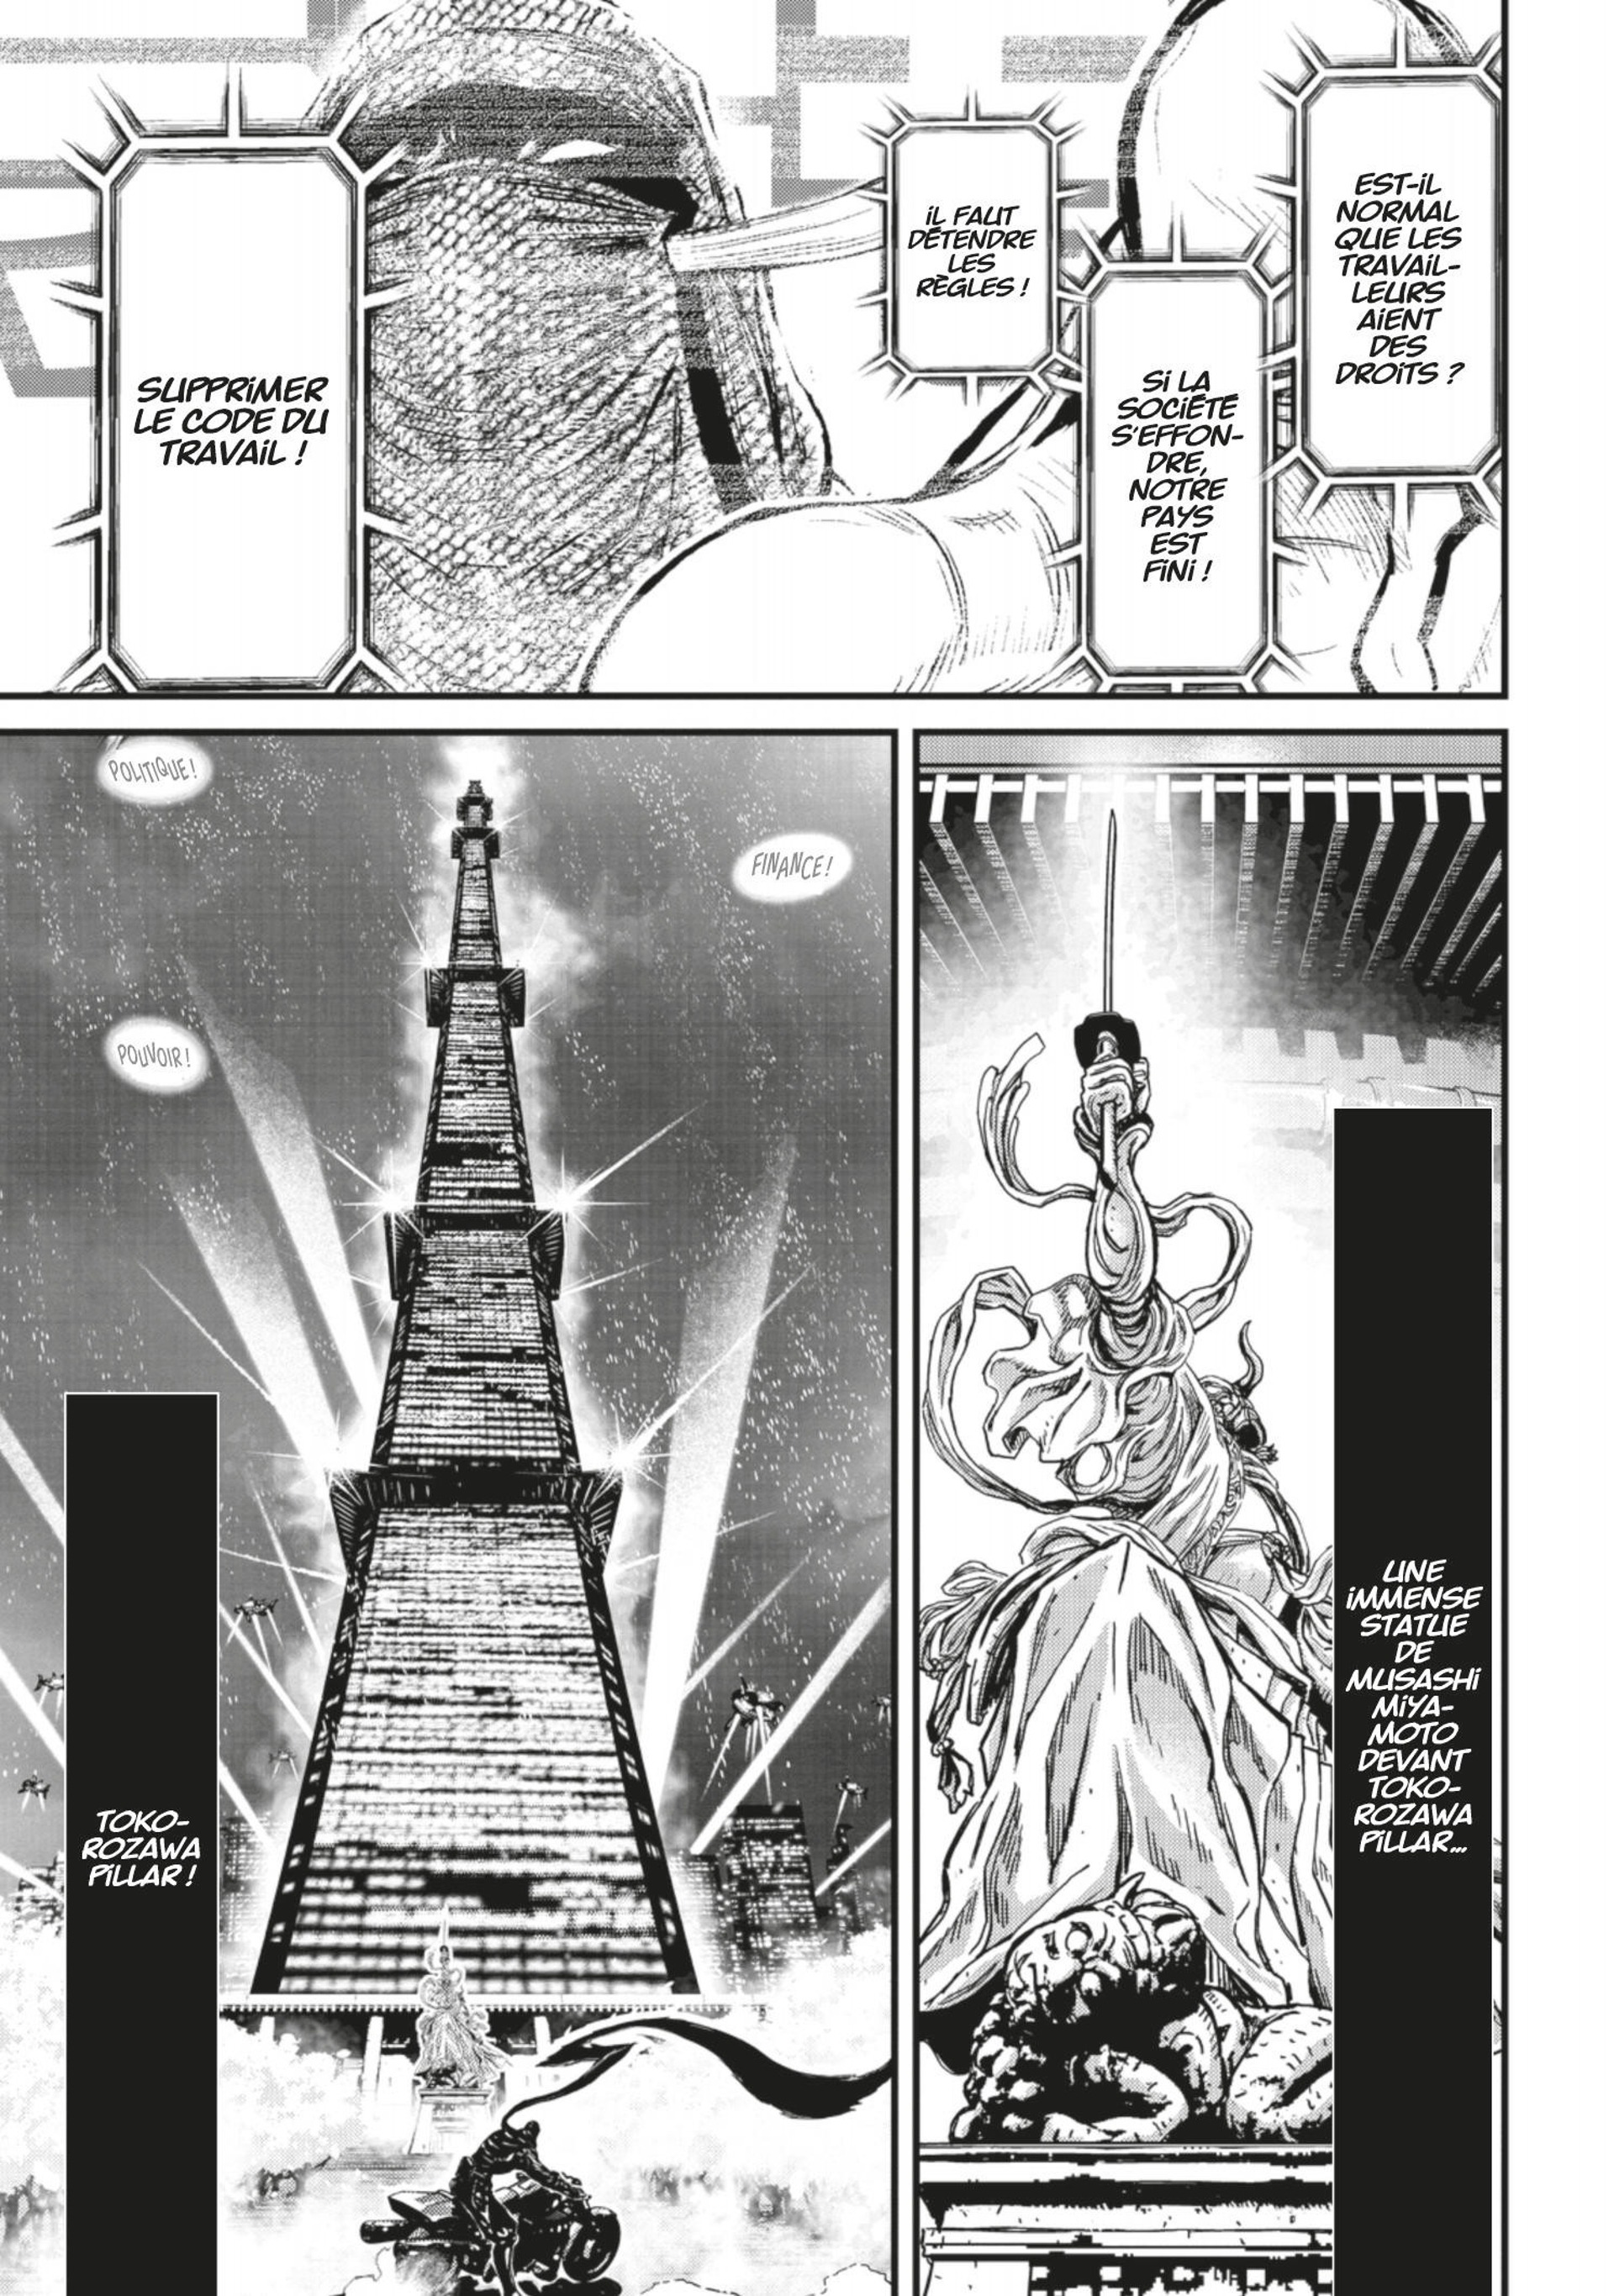 EST-IL
NORMAL
QUE LES
TRAVAIL-
LEURS
AIENT
DES
DROITS ?
SI LA
SOCIÉTÉ
S'EFFON-
DRE,
NOTRE
PAYS
EST
FINI !
IL FAUT
DÉTENDRE
LES
RÈGLES !
SUPPRIMER
LE CODE DU
TRAVAIL !
UNE
IMMENSE
STATUE
DE
MUSASHI
MIYA-
MOTO
DEVANT
TOKO-
ROZAWA
PILLAR...
FINANCE !
POLITIQUE !
POUVOIR !
TOKO-
ROZAWA
PILLAR !